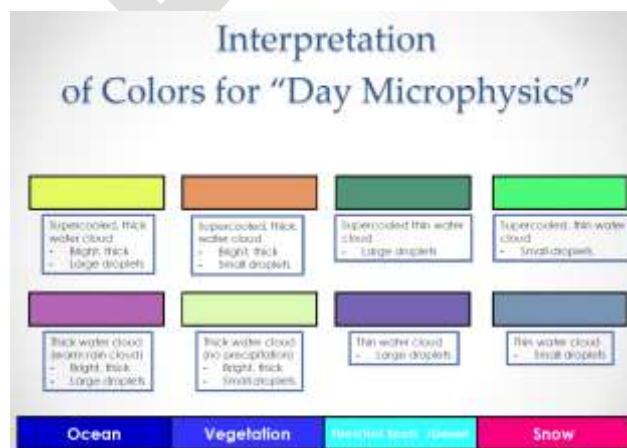 Interpretation
of Colors for “Day Microphysics”
Supercooled, thick
water cloud
- Bright, thick
- Large droplets
Supercooled, thick
water cloud
- Bright, thick
- Small droplets
Supercooled thin water
cloud
- Large droplets
Supercooled, thin water
cloud
- Small droplets
Thick water cloud
(warm rain cloud)
- Bright, thick
- Large droplets
Thick water cloud
(no precipitation)
- Bright, thick
- Small droplets
Thin water cloud
- Large droplets
Thin water cloud
- Small droplets
Ocean
Vegetation
Snow